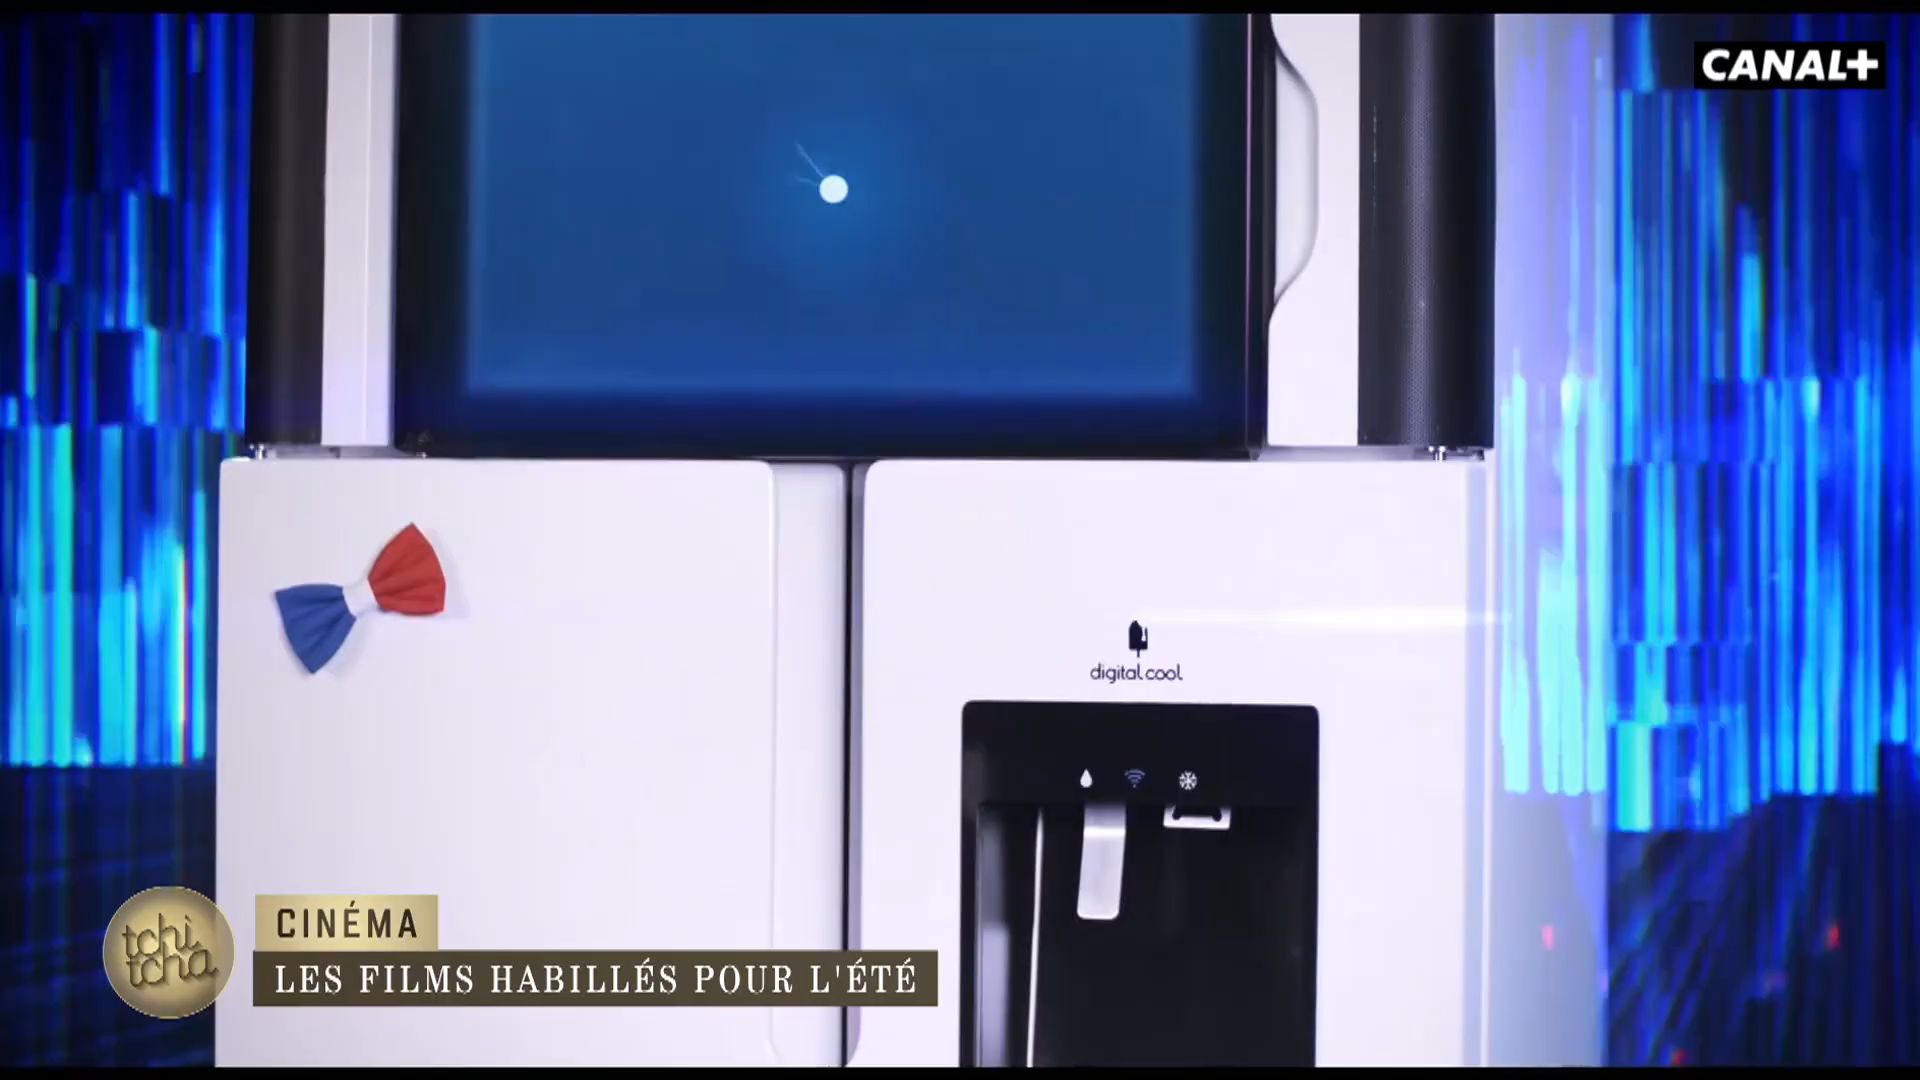 CANAL+
digital cool
tchi
tcha
CINÉMA
LES FILMS HABILLÉS POUR L'ÉTÉ